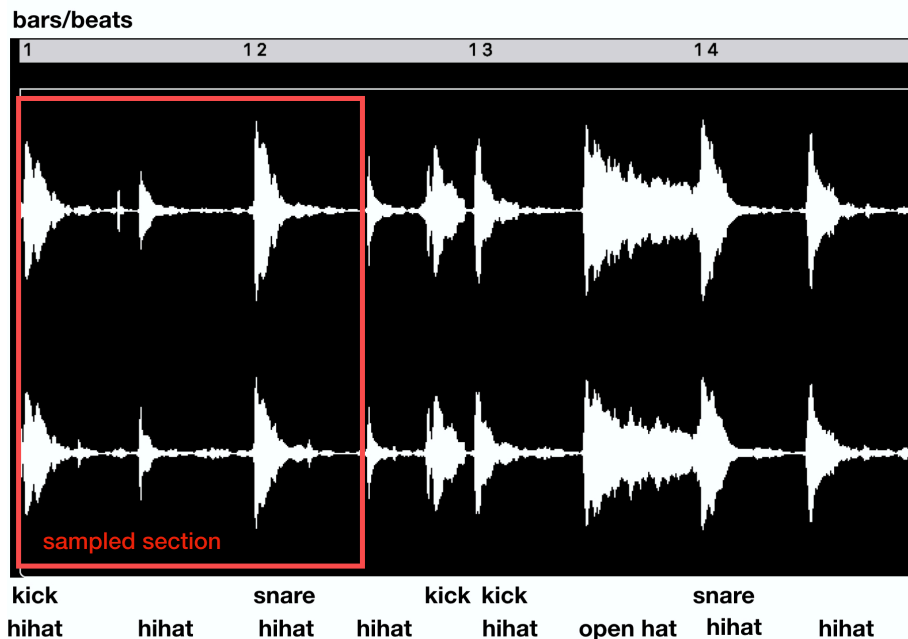 bars/beats
1 1 2 1 3 1 4
sampled section
kick snare kick kick snare
hihat hihat hihat hihat hihat open hat hihat hihat